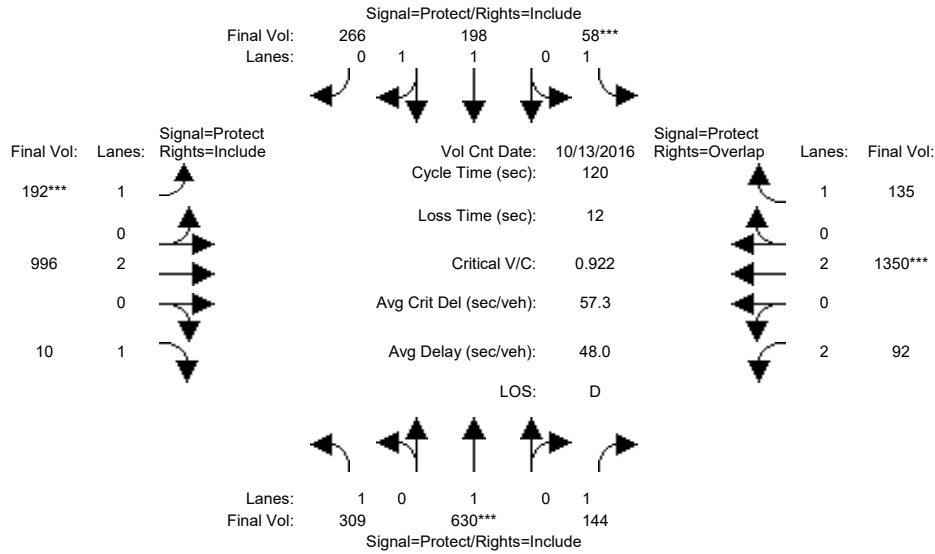 Signal=Protect/Rights=Include
Final Vol: 266 198 58***
Lanes: 0 1 1 0 1
Signal=Protect
Final Vol: Lanes: Rights=Include
Vol Cnt Date: 10/13/2016
Signal=Protect
Rights=Overlap Lanes: Final Vol:
Cycle Time (sec): 120
192*** 1
1 135
Loss Time (sec): 12
0
0
996 2
Critical V/C: 0.922
2 1350***
0
Avg Crit Del (sec/veh): 57.3
0
10 1
Avg Delay (sec/veh): 48.0
2 92
LOS: D
Lanes: 1 0 1 0 1
Final Vol: 309 630*** 144
Signal=Protect/Rights=Include